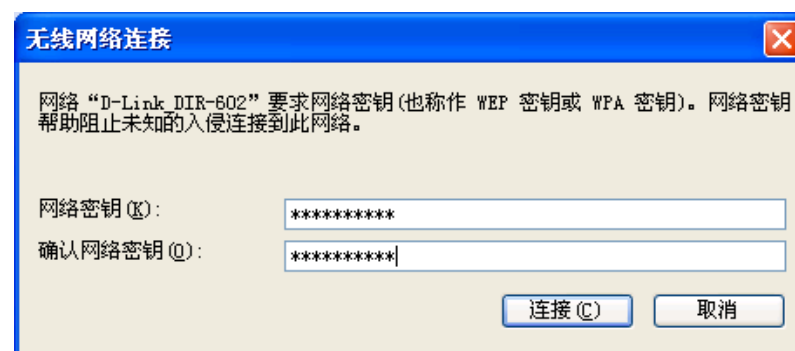 无线网络连接
网络“D-Link_DIR-602”要求网络密钥(也称作 WEP 密钥或 WPA 密钥)。网络密钥
帮助阻止未知的入侵连接到此网络。
网络密钥(K): **********
确认网络密钥(O): **********
连接(C) 取消